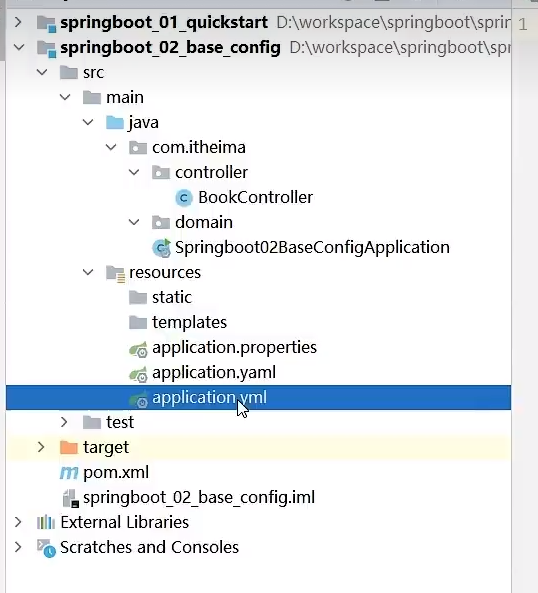 springboot_01_quickstart D:\workspace\springboot\sprin 1
springboot_02_base_config D:\workspace\springboot\spr
src
main
java
com.itheima
controller
BookController
domain
Springboot02BaseConfigApplication
resources
static
templates
application.properties
application.yaml
application.yml
test
target
pom.xml
springboot_02_base_config.iml
External Libraries
Scratches and Consoles